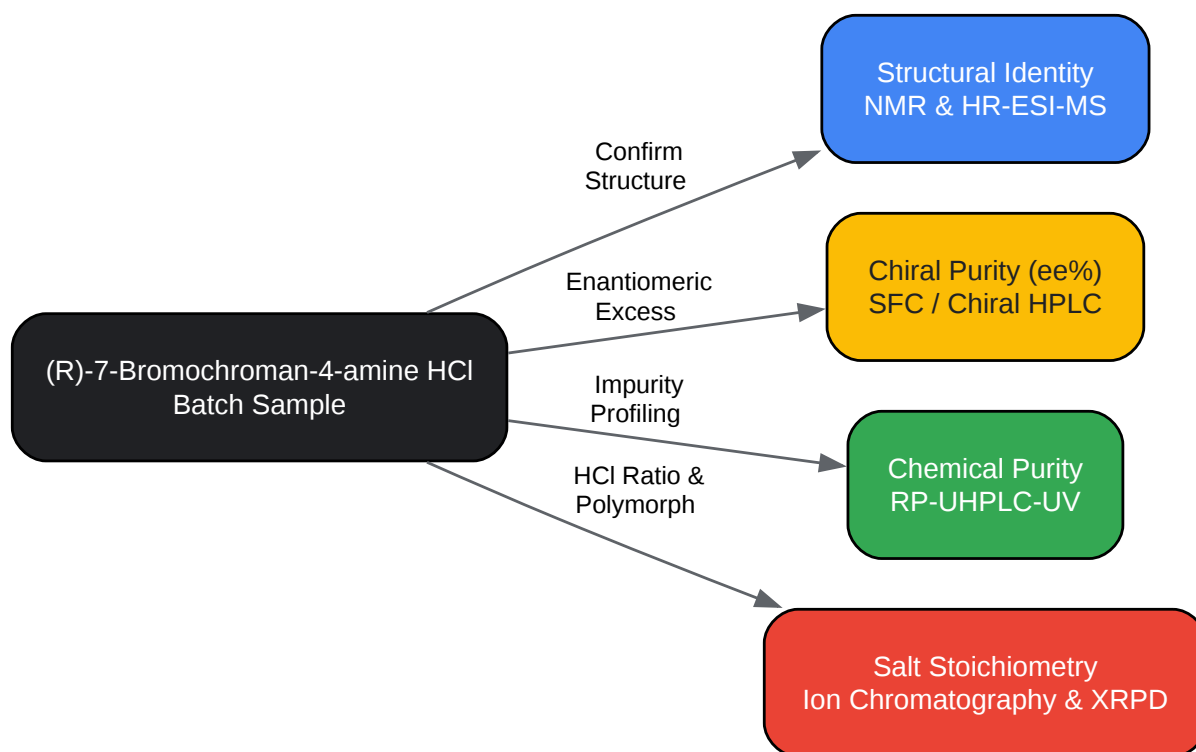 Structural Identity
NMR & HR-ESI-MS
Confirm
Structure
Chiral Purity (ee%)
SFC / Chiral HPLC
Enantiomeric
Excess
(R)-7-Bromochroman-4-amine HCl
Batch Sample
Impurity
Profiling
Chemical Purity
RP-UHPLC-UV
HCl Ratio &
Polymorph
Salt Stoichiometry
Ion Chromatography & XRPD